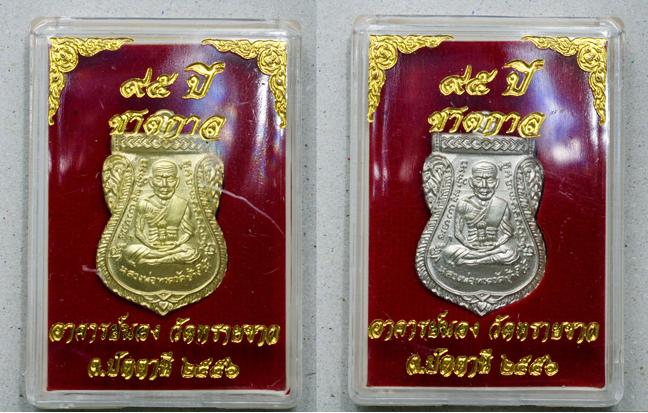 ๙๕ ปี
ชาตกาล
อาจารย์นอง วัดทรายขาว
จ.ปัตตานี ๒๕๕๖
๙๕ ปี
ชาตกาล
อาจารย์นอง วัดทรายขาว
จ.ปัตตานี ๒๕๕๖